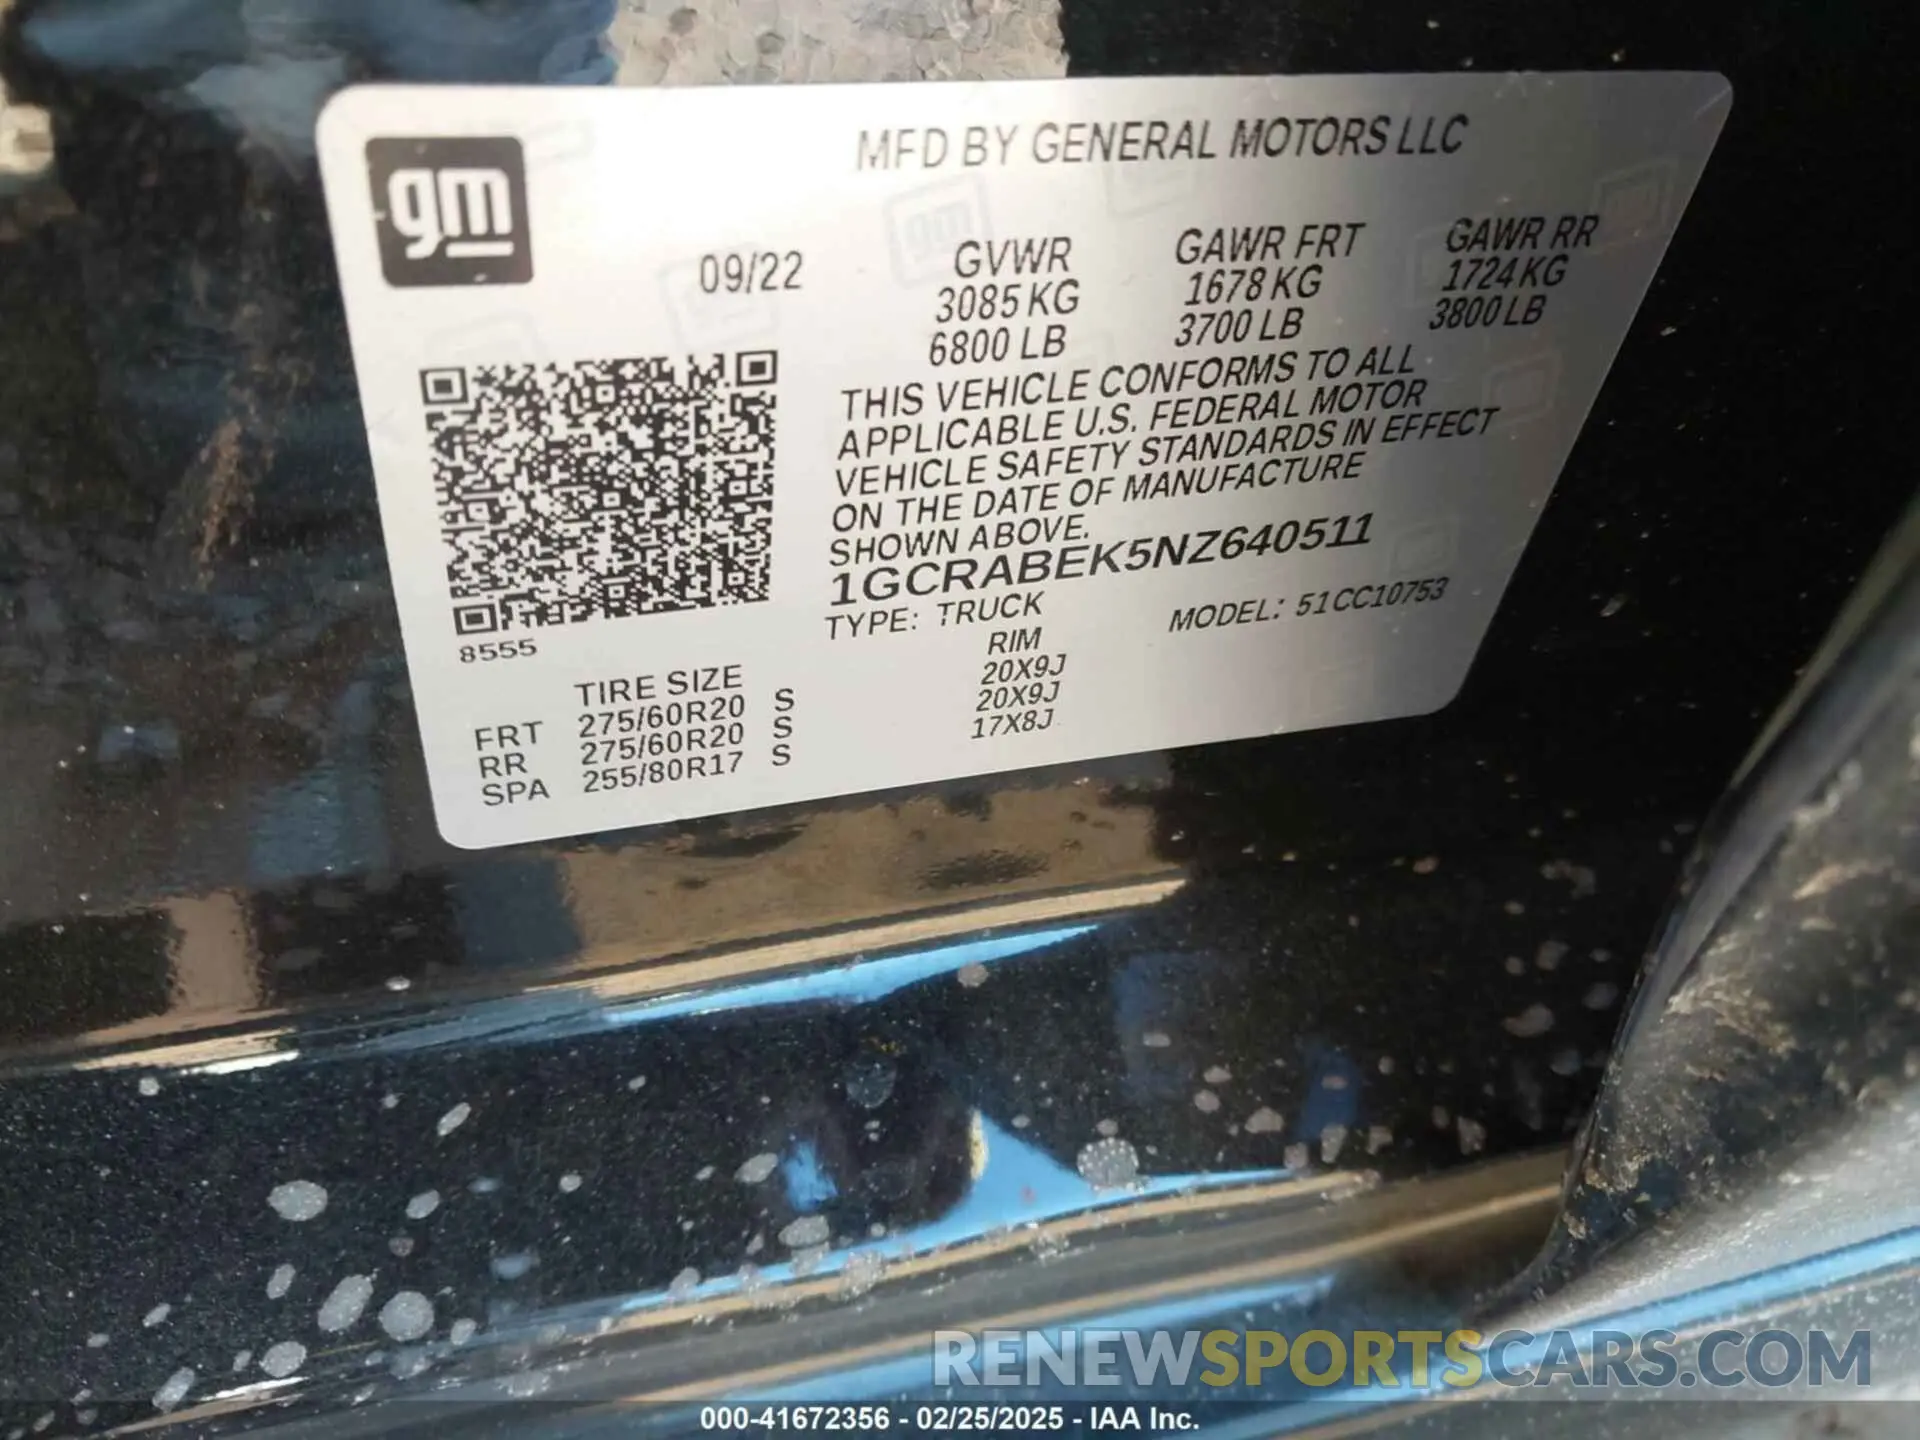 gm
MFD BY GENERAL MOTORS LLC
09/22 GVWR GAWR FRT GAWR RR
3085 KG 1678 KG 1724 KG
6800 LB 3700 LB 3800 LB
THIS VEHICLE CONFORMS TO ALL
APPLICABLE U.S. FEDERAL MOTOR
VEHICLE SAFETY STANDARDS IN EFFECT
ON THE DATE OF MANUFACTURE
SHOWN ABOVE.
1GCRABEK5NZ640511
TYPE: TRUCK MODEL: 51CC10753
8555
TIRE SIZE RIM
FRT 275/60R20 S 20X9J
RR 275/60R20 S 20X9J
SPA 255/80R17 S 17X8J
RENEWSPORTSCARS.COM
000-41672356 - 02/25/2025 - IAA Inc.